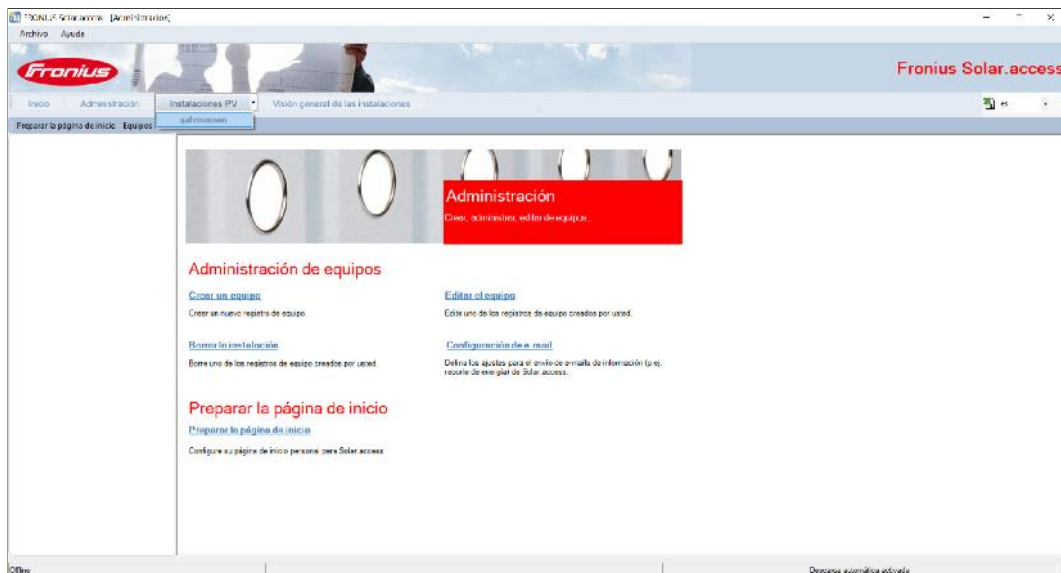 FRONIUS Solar.access - [Administración]
Archivo Ayuda
Fronius
Fronius Solar.access
Inicio Administración Instalaciones PV Visión general de las instalaciones es
Preparar la página de inicio Equipos
Administración
Crear, administrar, editar de equipos...
Administración de equipos
Crear un equipo Editar el equipo
Crear un nuevo registro de equipo. Edite uno de los registros de equipo creados por usted.
Borrar la instalación Configuración de e-mail
Borre uno de los registros de equipo creados por usted. Defina los ajustes para el envío de e-mails de información (p.ej.
reporte de energía) de Solar.access.
Preparar la página de inicio
Preparar la página de inicio
Configure su página de inicio personal para Solar.access
Offline Descarga automática activada